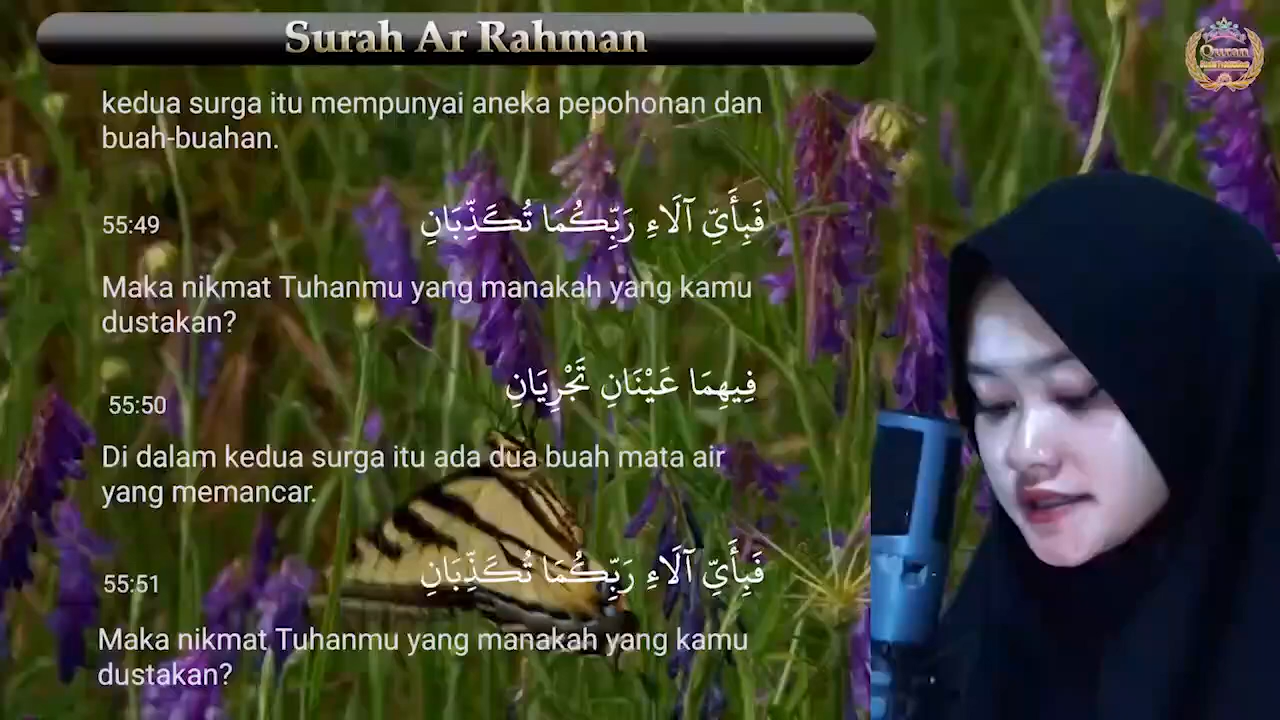 Surah Ar Rahman
Quran
kedua surga itu mempunyai aneka pepohonan dan
buah-buahan.
55:49
فَبِأَيِّ آلَاءِ رَبِّكُمَا تُكَذِّبَانِ
Maka nikmat Tuhanmu yang manakah yang kamu
dustakan?
فِيهِمَا عَيْنَانِ تَجْرِيَانِ
55:50
Di dalam kedua surga itu ada dua buah mata air
yang memancar.
فَبِأَيِّ آلَاءِ رَبِّكُمَا تُكَذِّبَانِ
55:51
Maka nikmat Tuhanmu yang manakah yang kamu
dustakan?